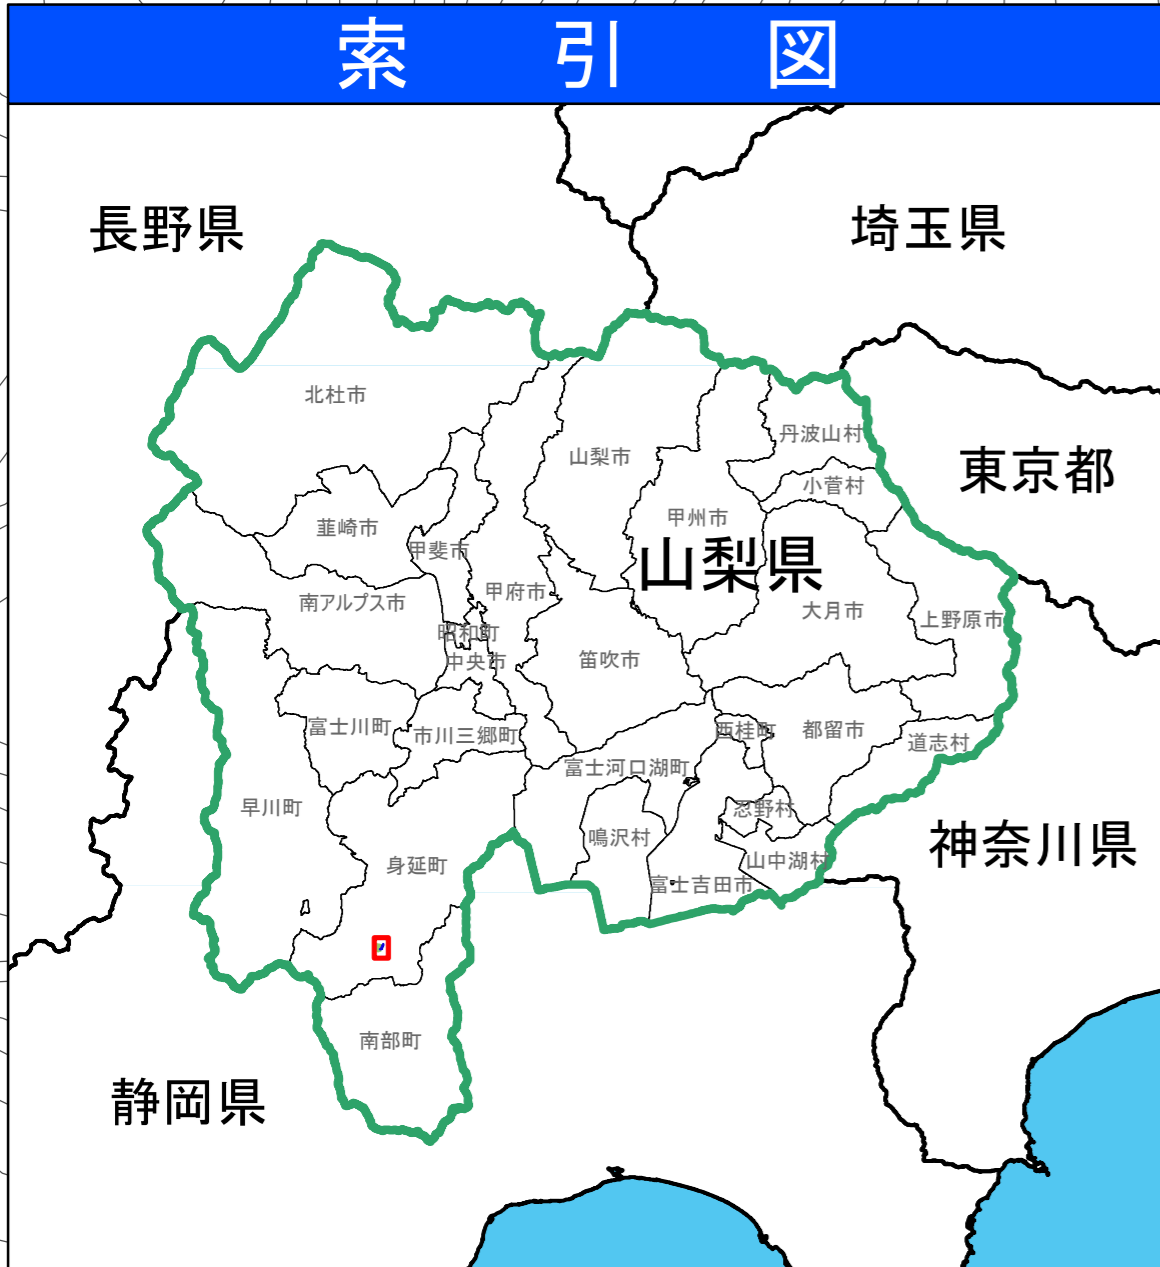 索引図
長野県
埼玉県
北杜市
丹波山村
山梨市
東京都
小菅村
甲州市
韮崎市
甲斐市
山梨県
甲府市
南アルプス市
大月市
上野原市
昭和町
中央市
笛吹市
富士川町
市川三郷町
西桂町
都留市
道志村
富士河口湖町
早川町
忍野村
鳴沢村
神奈川県
山中湖村
身延町
富士吉田市
南部町
静岡県